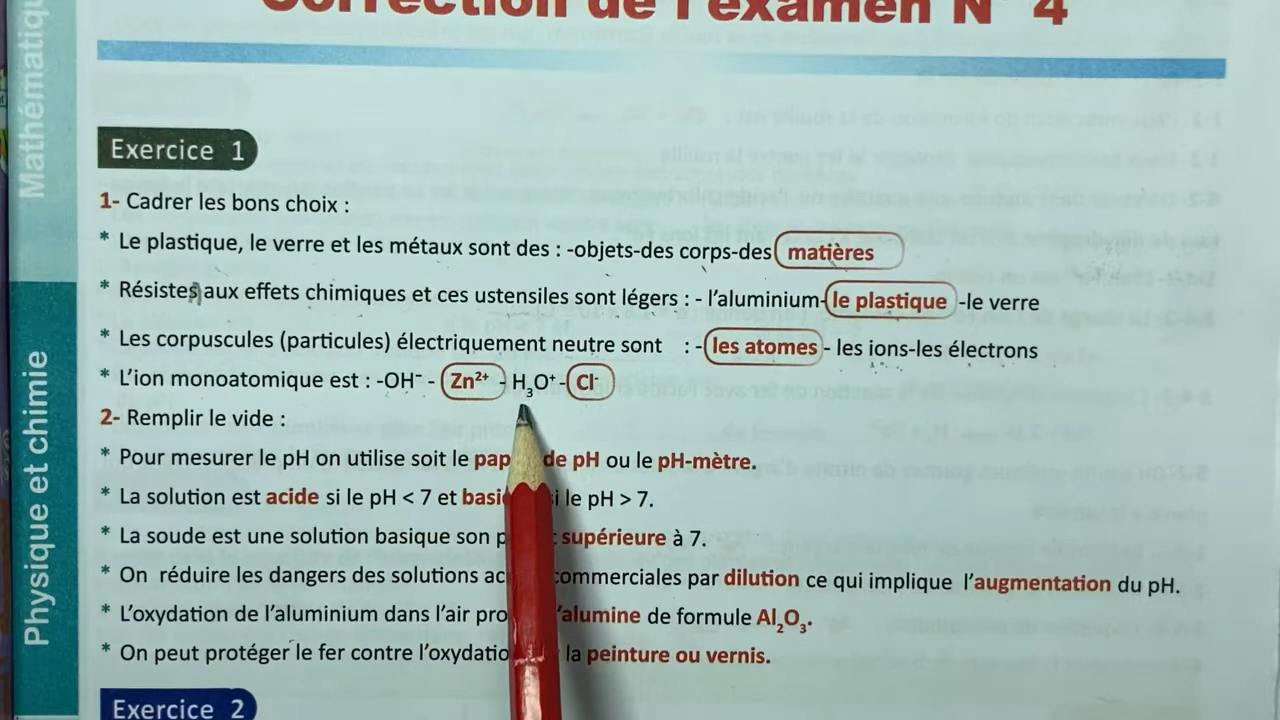 Correction de l'examen N° 4
Mathématiqu
Physique et chimie
Exercice 1
1- Cadrer les bons choix :
* Le plastique, le verre et les métaux sont des : -objets-des corps-des matières
* Résistes aux effets chimiques et ces ustensiles sont légers : - l'aluminium- le plastique -le verre
* Les corpuscules (particules) électriquement neutre sont : - les atomes - les ions-les électrons
* L'ion monoatomique est : -OH⁻ - Zn²⁺ - H₃O⁺- Cl⁻
2- Remplir le vide :
* Pour mesurer le pH on utilise soit le pap de pH ou le pH-mètre.
* La solution est acide si le pH < 7 et basi si le pH > 7.
* La soude est une solution basique son p supérieure à 7.
* On réduire les dangers des solutions ac commerciales par dilution ce qui implique l'augmentation du pH.
* L'oxydation de l'aluminium dans l'air pro l'alumine de formule Al₂O₃.
* On peut protéger le fer contre l'oxydatio la peinture ou vernis.
Exercice 2